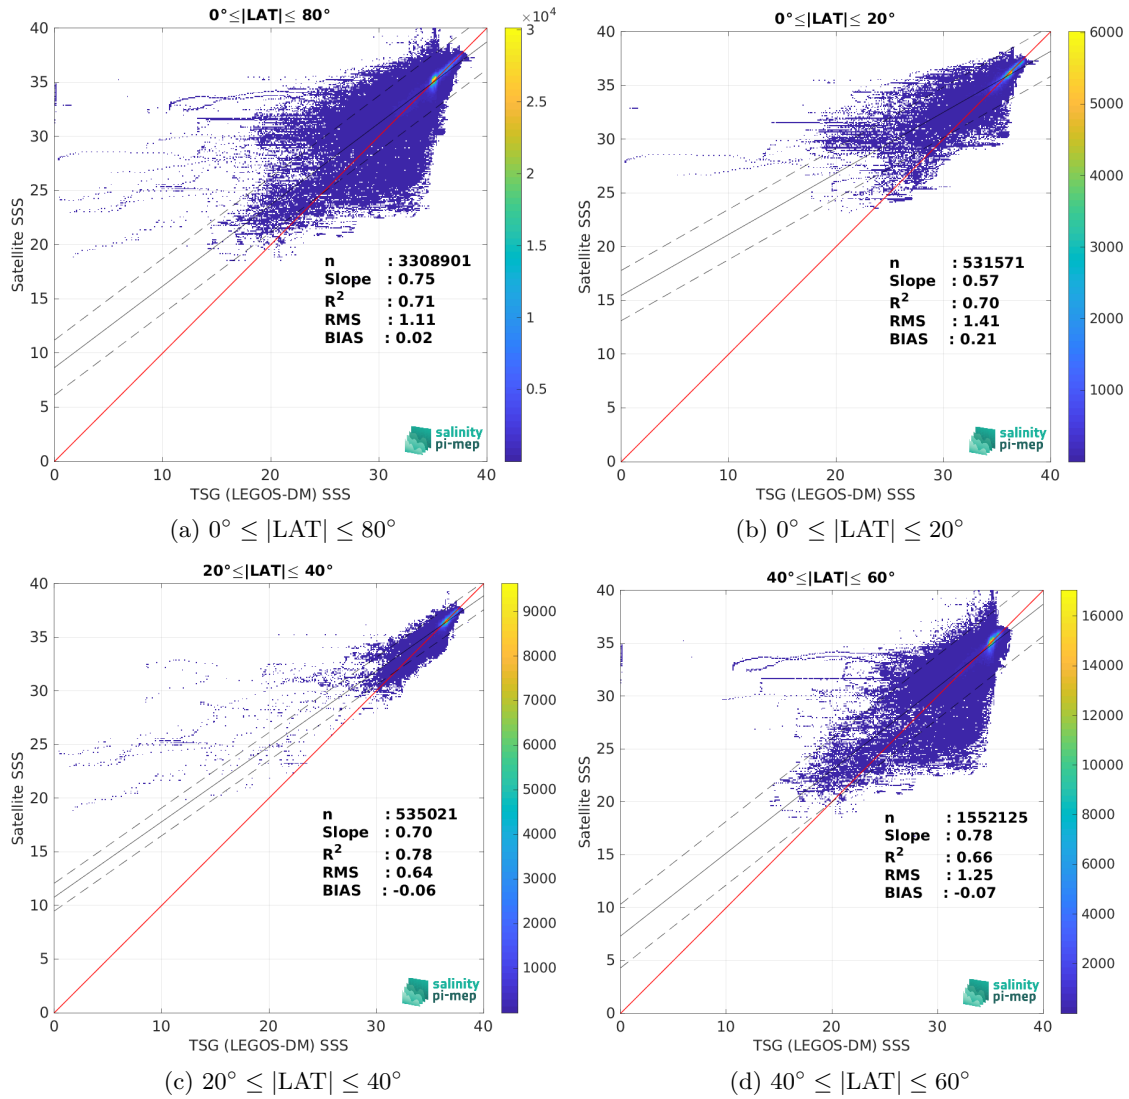 0°≤|LAT|≤ 80°
×10⁴
40
35
30
25
20
15
10
5
0
0 10 20 30 40
3
2.5
2
1.5
1
0.5
Satellite SSS
TSG (LEGOS-DM) SSS
n : 3308901
Slope : 0.75
R² : 0.71
RMS : 1.11
BIAS : 0.02
salinity
pi-mep
(a) 0° ≤ |LAT| ≤ 80°
0°≤|LAT|≤ 20°
40
35
30
25
20
15
10
5
0
0 10 20 30 40
6000
5000
4000
3000
2000
1000
Satellite SSS
TSG (LEGOS-DM) SSS
n : 531571
Slope : 0.57
R² : 0.70
RMS : 1.41
BIAS : 0.21
salinity
pi-mep
(b) 0° ≤ |LAT| ≤ 20°
20°≤|LAT|≤ 40°
40
35
30
25
20
15
10
5
0
0 10 20 30 40
9000
8000
7000
6000
5000
4000
3000
2000
1000
Satellite SSS
TSG (LEGOS-DM) SSS
n : 535021
Slope : 0.70
R² : 0.78
RMS : 0.64
BIAS : -0.06
salinity
pi-mep
(c) 20° ≤ |LAT| ≤ 40°
40°≤|LAT|≤ 60°
40
35
30
25
20
15
10
5
0
0 10 20 30 40
16000
14000
12000
10000
8000
6000
4000
2000
Satellite SSS
TSG (LEGOS-DM) SSS
n : 1552125
Slope : 0.78
R² : 0.66
RMS : 1.25
BIAS : -0.07
salinity
pi-mep
(d) 40° ≤ |LAT| ≤ 60°